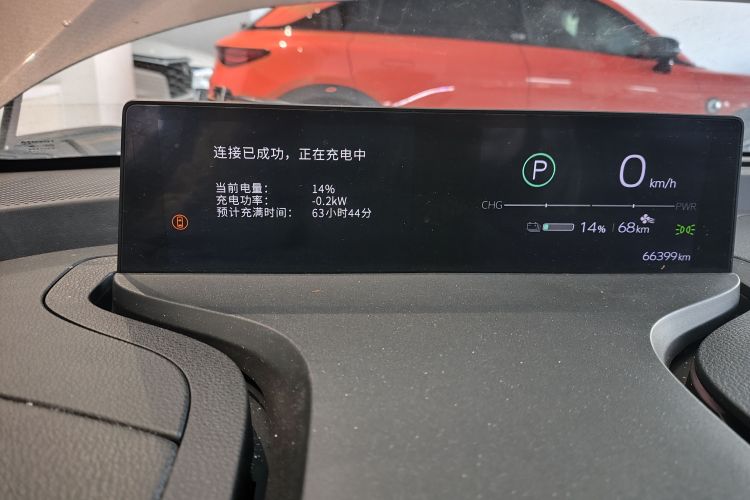 连接已成功，正在充电中
当前电量： 14%
充电功率： -0.2kW
预计充满时间： 63小时44分
P
0 km/h
CHG PWR
14% 68km
66399km